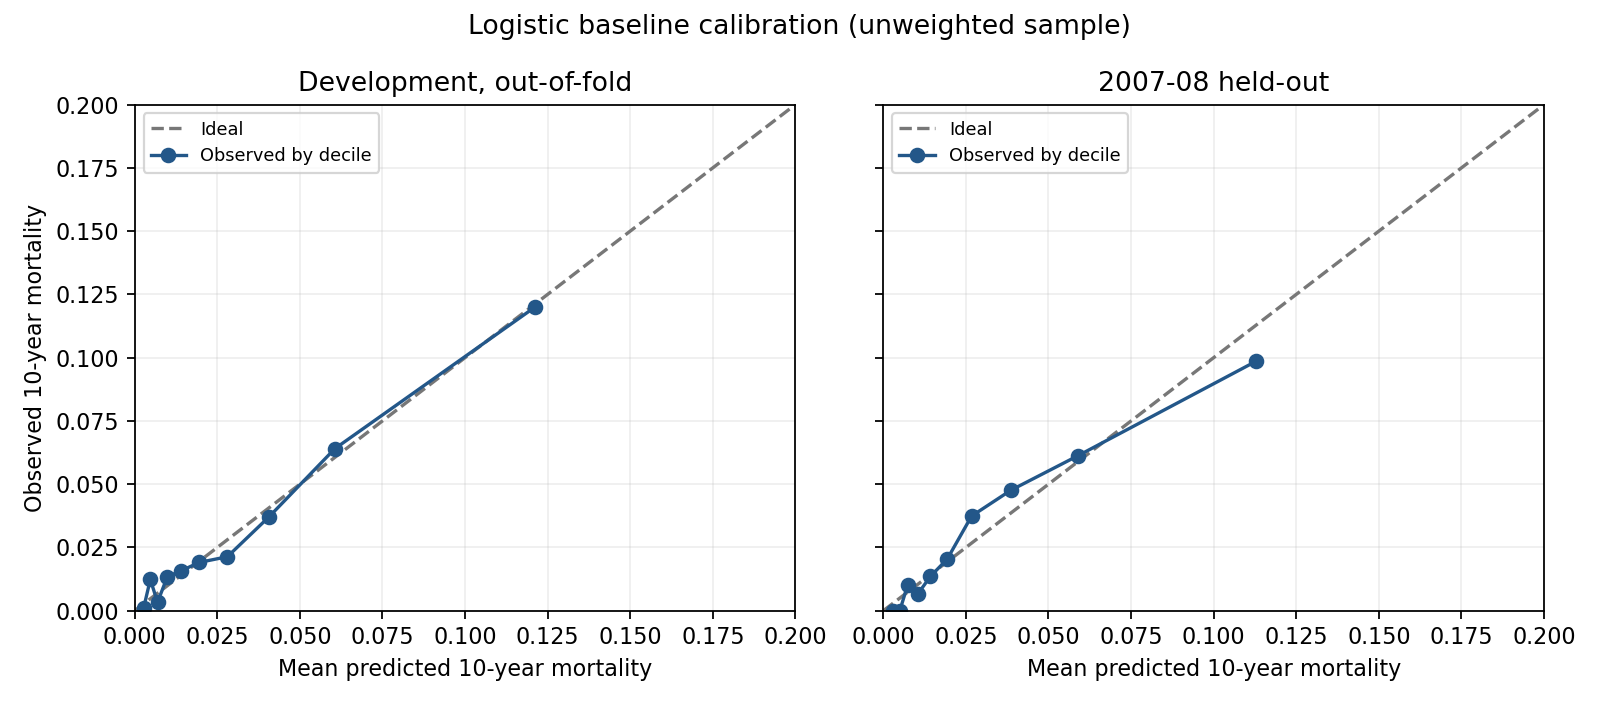 Logistic baseline calibration (unweighted sample)
Development, out-of-fold
Ideal
Observed by decile
Observed 10-year mortality
0.200
0.175
0.150
0.125
0.100
0.075
0.050
0.025
0.000
0.000 0.025 0.050 0.075 0.100 0.125 0.150 0.175 0.200
Mean predicted 10-year mortality
2007-08 held-out
Ideal
Observed by decile
0.000 0.025 0.050 0.075 0.100 0.125 0.150 0.175 0.200
Mean predicted 10-year mortality